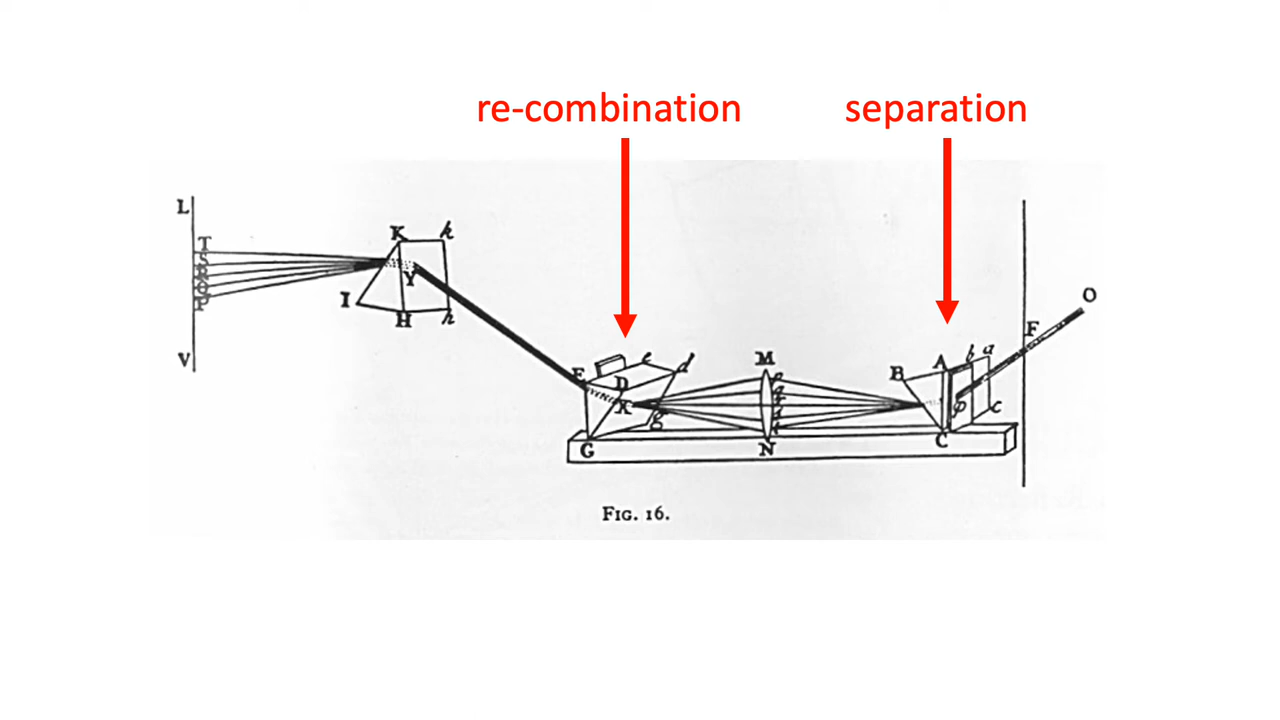 re-combination
separation
L
T
S
R
Q
P
V
K
k
Y
I
H
h
O
F
E
e
d
D
X
g
G
M
p
q
r
s
t
N
B
A
b
a
φ
c
C
FIG. 16.